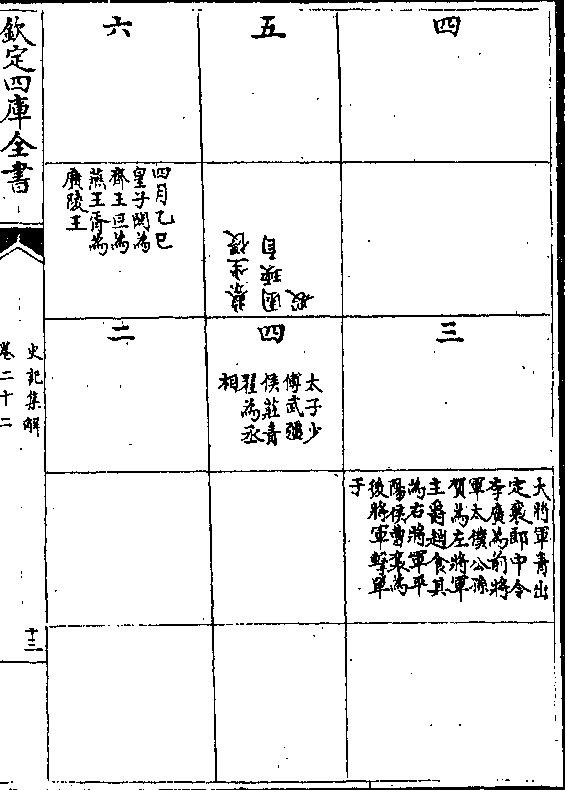 四
三
大將軍青出
定襄郎中令
李廣為前將
軍太僕公孫
賀為左將軍
主爵趙食其
為右將軍平
陽侯曹襄為
後將軍擊單
于
五
蔡坐侵
園堧自
殺
四
太子少
傅武彊
侯莊青
翟為丞
相
六
四月乙巳
皇子閎為
齊王旦為
燕王胥為
廣陵王
二
欽定四庫全書
史記集解
卷二十二
十三